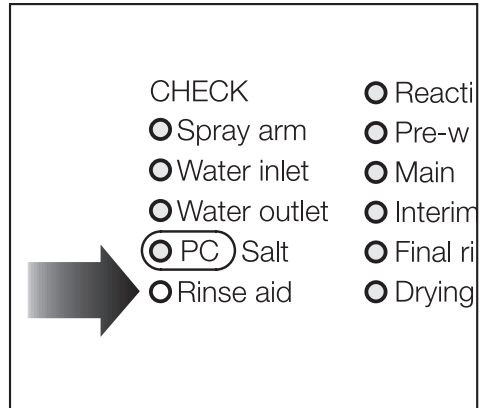 CHECK
Spray arm
Water inlet
Water outlet
PC Salt
Rinse aid
Reacti
Pre-w
Main
Interim
Final ri
Drying